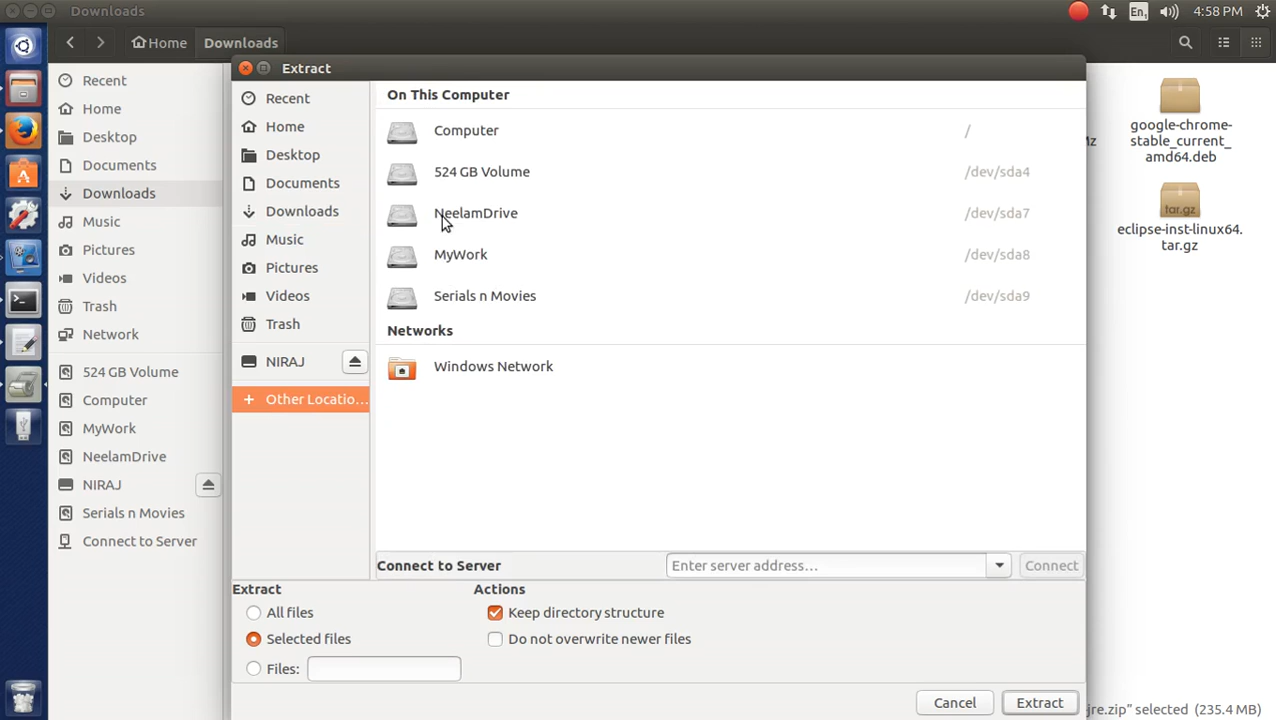 Downloads
En1
4:58 PM
Home
Downloads
Recent
Home
Desktop
Documents
Downloads
Music
Pictures
Videos
Trash
Network
524 GB Volume
Computer
MyWork
NeelamDrive
NIRAJ
Serials n Movies
Connect to Server
Extract
Recent
Home
Desktop
Documents
Downloads
Music
Pictures
Videos
Trash
NIRAJ
+ Other Locatio...
On This Computer
Computer /
524 GB Volume /dev/sda4
NeelamDrive /dev/sda7
MyWork /dev/sda8
Serials n Movies /dev/sda9
Networks
Windows Network
Connect to Server
Enter server address...
Connect
Extract
All files
Selected files
Files:
Actions
Keep directory structure
Do not overwrite newer files
Cancel
Extract
google-chrome-
stable_current_
amd64.deb
tar.gz
eclipse-inst-linux64.
tar.gz
-jre.zip" selected (235.4 MB)